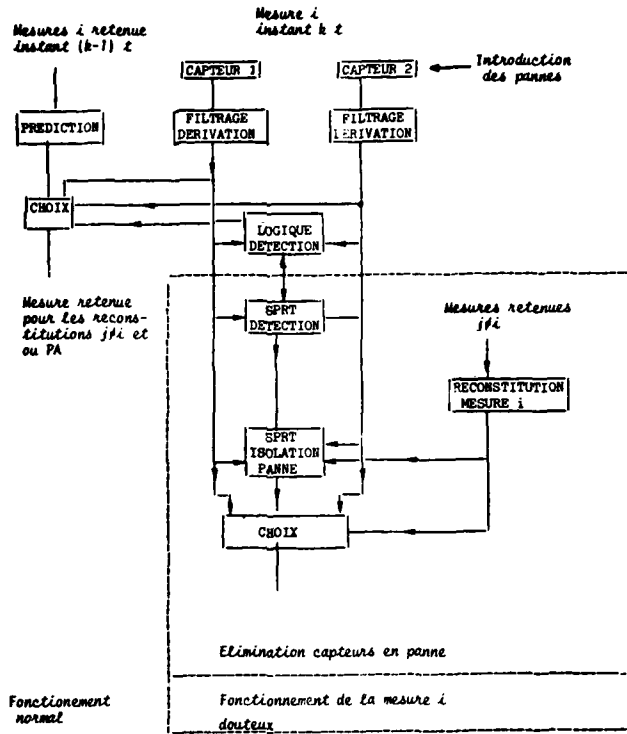 Mesure i
instant k t
Mesures i retenue
instant (k-1) t
CAPTEUR 1
CAPTEUR 2
Introduction
des pannes
PREDICTION
FILTRAGE
DERIVATION
FILTRAGE
DERIVATION
CHOIX
LOGIQUE
DETECTION
Mesure retenue
pour les recons-
titutions j≠i et
ou PA
SPRT
DETECTION
Mesures retenues
j≠i
RECONSTITUTION
MESURE i
SPRT
ISOLATION
PANNE
CHOIX
Elimination capteurs en panne
Fonctionement
normal
Fonctionnement de la mesure i
douteux